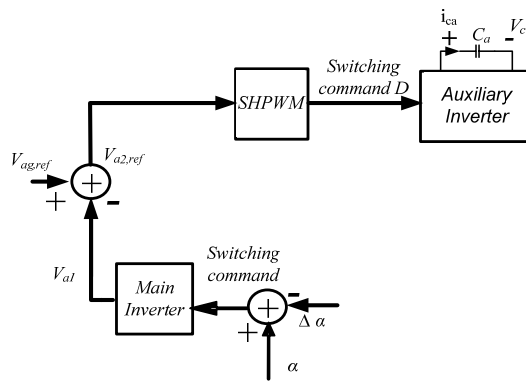 i_ca
+ C_a - V_c
Switching
command D
SHPWM
Auxiliary
Inverter
V_ag,ref
V_a2,ref
+
+
-
V_a1
Main
Inverter
Switching
command
-
+
Δ α
+
α